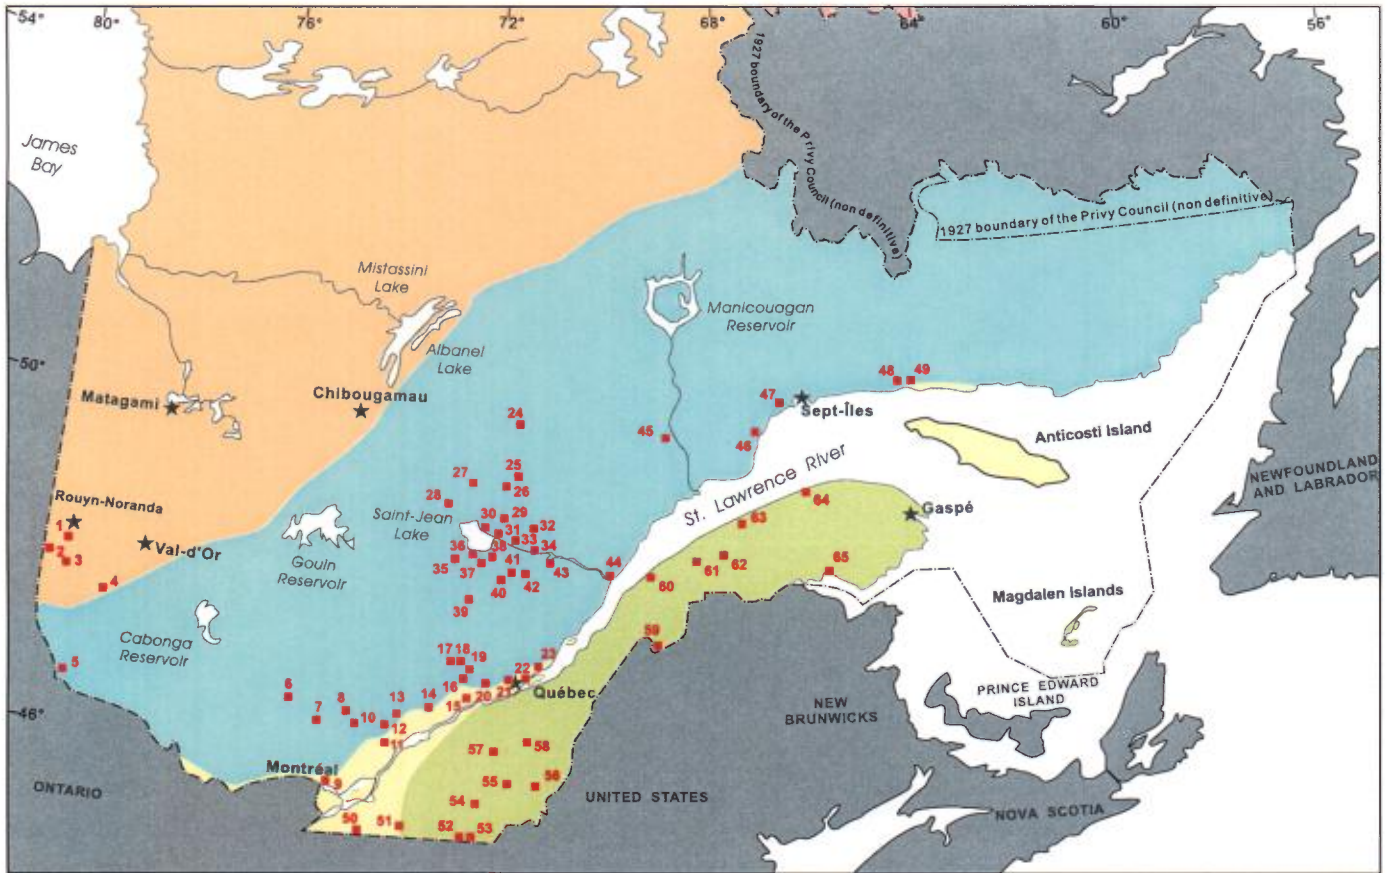 54°
80°
76°
72°
68°
64°
60°
56°
1927 boundary of the Privy Council (non definitive)
James
Bay
1927 boundary of the Privy Council (non definitive)
Mistassini
Lake
Manicouagan
Reservoir
Albanel
Lake
50°
Matagami
Chibougamau
48
49
47
Sept-Îles
24
45
46
Anticosti Island
St. Lawrence River
NEWFOUNDLAND
AND LABRADOR
27
25
26
28
64
Rouyn-Noranda
Saint-Jean
Lake
30
29
31
32
63
Gaspé
1
2
3
Val-d'Or
Gouin
Reservoir
36
38
33
34
35
37
41
43
44
62
61
60
65
4
40
42
39
Magdalen Islands
Cabonga
Reservoir
5
59
17
18
19
23
16
22
6
8
13
14
15
20
21
Québec
PRINCE EDWARD
ISLAND
NEW
BRUNWICKS
46°
7
10
12
11
57
58
Montréal
9
55
56
ONTARIO
UNITED STATES
54
NOVA SCOTIA
50
51
52
53